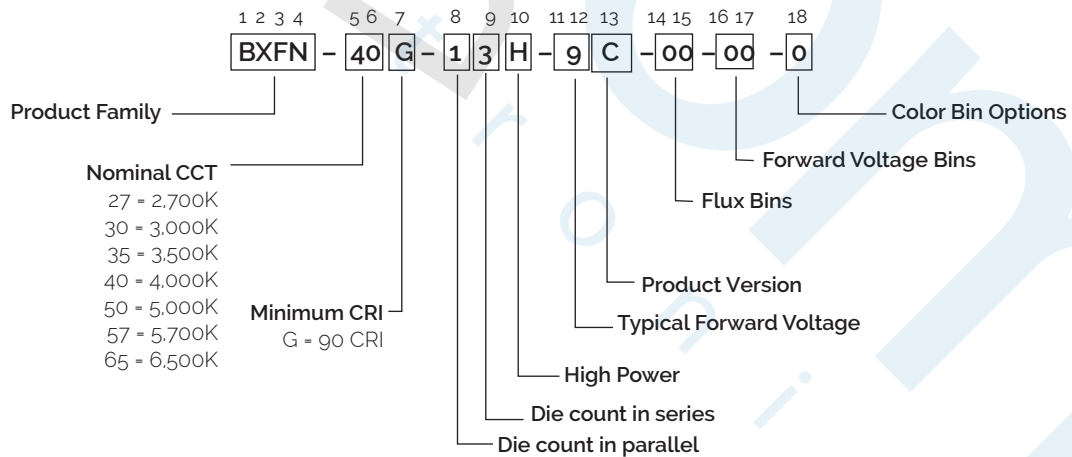 1 2 3 4 5 6 7 8 9 10 11 12 13 14 15 16 17 18
BXFN – 40 G – 1 3 H – 9 C – 00 – 00 – 0
Product Family
Color Bin Options
Nominal CCT
27 = 2,700K
30 = 3,000K
35 = 3,500K
40 = 4,000K
50 = 5,000K
57 = 5,700K
65 = 6,500K
Forward Voltage Bins
Flux Bins
Minimum CRI
G = 90 CRI
Product Version
Typical Forward Voltage
High Power
Die count in series
Die count in parallel